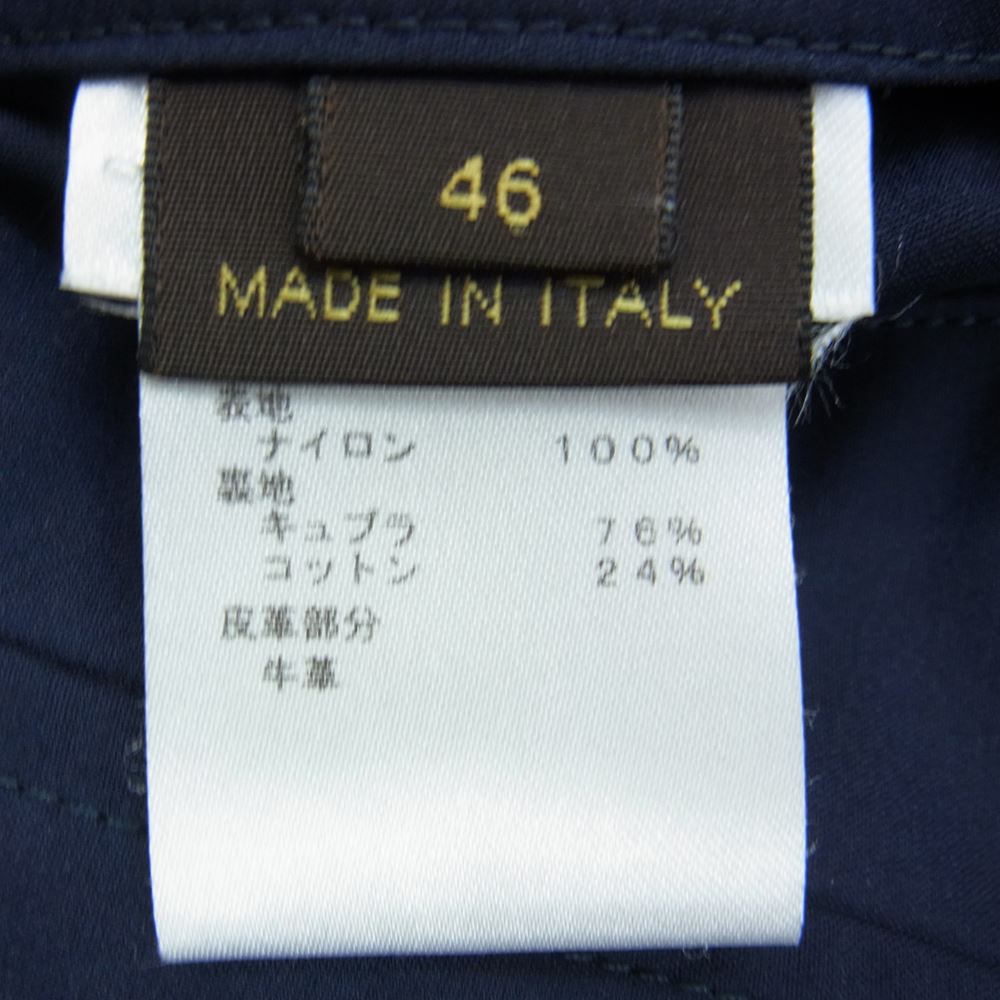 46
MADE IN ITALY
表地
ナイロン 100%
裏地
キュプラ 76%
コットン 24%
皮革部分
牛革